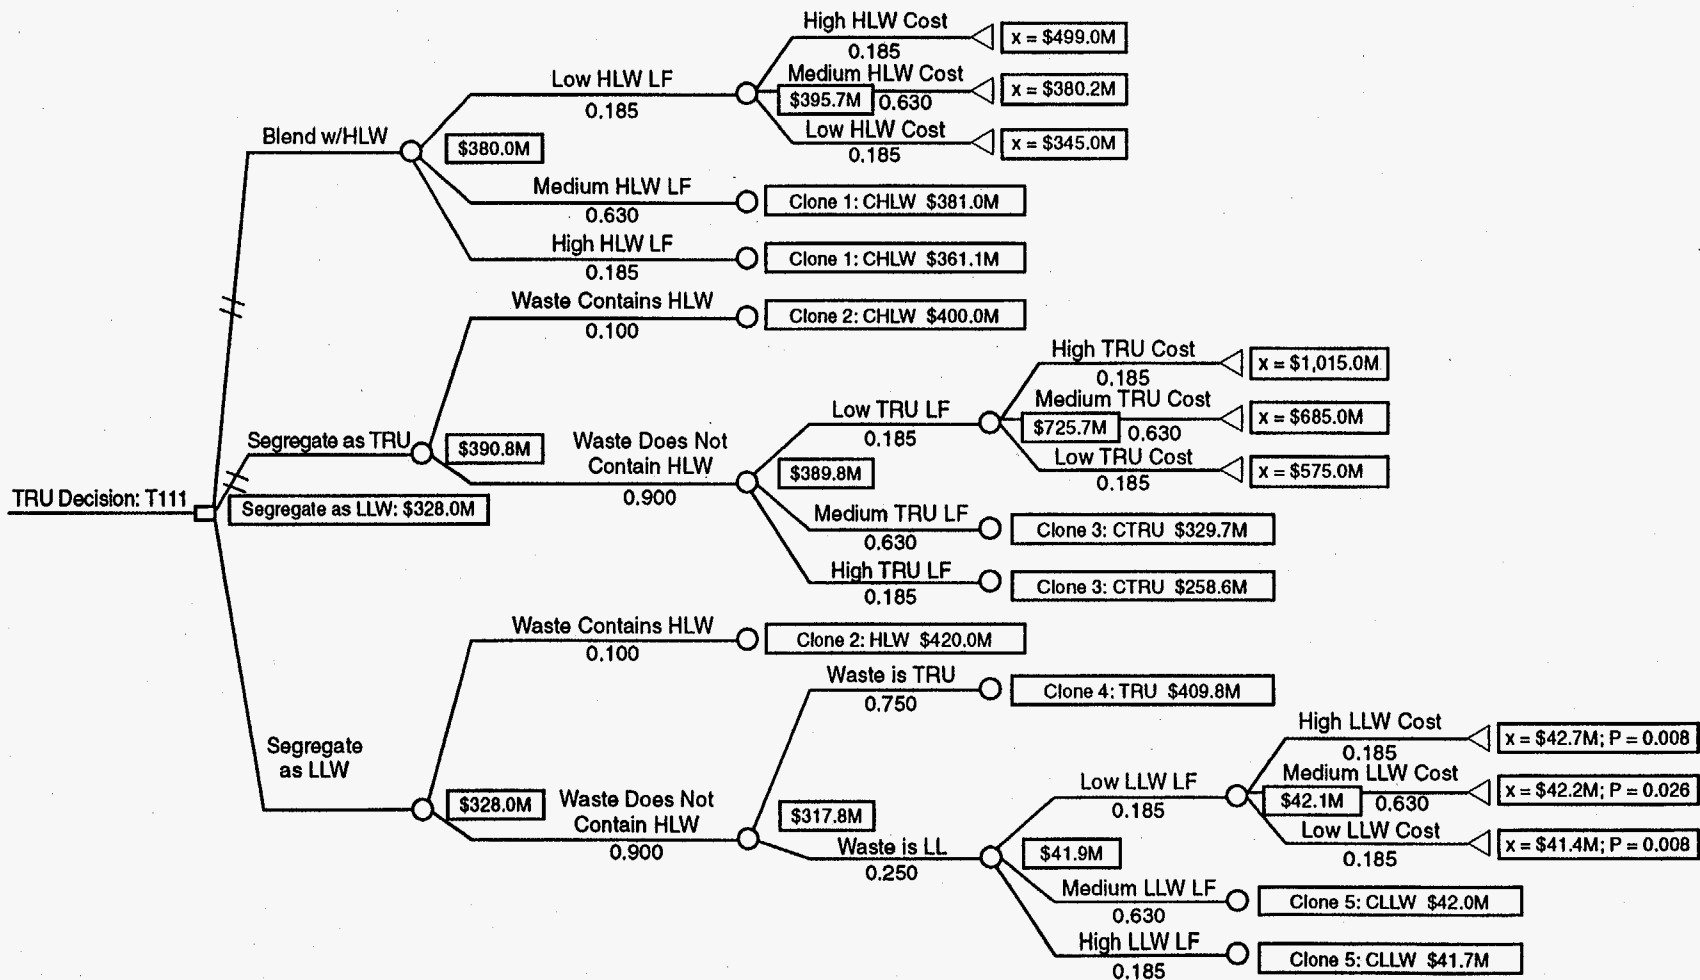 High HLW Cost
0.185
x = $499.0M
Low HLW LF
0.185
Medium HLW Cost
$395.7M
0.630
x = $380.2M
Low HLW Cost
0.185
x = $345.0M
Blend w/HLW
$380.0M
Medium HLW LF
0.630
Clone 1: CHLW $381.0M
High HLW LF
0.185
Clone 1: CHLW $361.1M
Waste Contains HLW
0.100
Clone 2: CHLW $400.0M
High TRU Cost
0.185
x = $1,015.0M
Low TRU LF
0.185
Medium TRU Cost
$725.7M
0.630
x = $685.0M
Low TRU Cost
0.185
x = $575.0M
Segregate as TRU
$390.8M
Waste Does Not
Contain HLW
0.900
$389.8M
Medium TRU LF
0.630
Clone 3: CTRU $329.7M
High TRU LF
0.185
Clone 3: CTRU $258.6M
TRU Decision: T111
Segregate as LLW: $328.0M
Waste Contains HLW
0.100
Clone 2: HLW $420.0M
Waste is TRU
0.750
Clone 4: TRU $409.8M
Segregate
as LLW
$328.0M
Waste Does Not
Contain HLW
0.900
$317.8M
Waste is LL
0.250
$41.9M
Low LLW LF
0.185
High LLW Cost
0.185
x = $42.7M; P = 0.008
Medium LLW Cost
$42.1M
0.630
x = $42.2M; P = 0.026
Low LLW Cost
0.185
x = $41.4M; P = 0.008
Medium LLW LF
0.630
Clone 5: CLLW $42.0M
High LLW LF
0.185
Clone 5: CLLW $41.7M